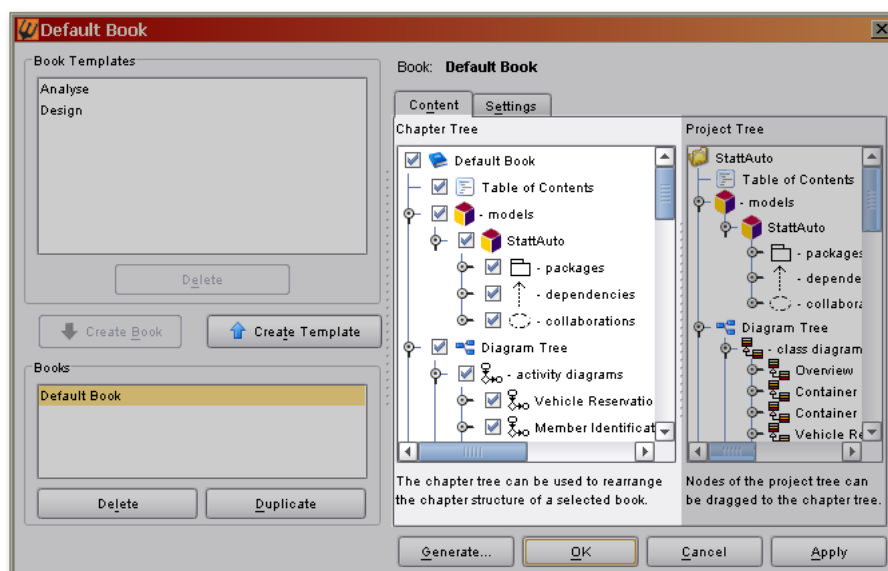 Default Book
Book Templates
Analyse
Design
Delete
Create Book
Create Template
Books
Default Book
Delete
Duplicate
Book: Default Book
Content
Settings
Chapter Tree
Default Book
Table of Contents
- models
StattAuto
- packages
- dependencies
- collaborations
Diagram Tree
- activity diagrams
Vehicle Reservatio
Member Identificat
The chapter tree can be used to rearrange
the chapter structure of a selected book.
Project Tree
StattAuto
Table of Contents
- models
StattAuto
- packages
- depende
- collabora
Diagram Tree
- class diagram
Overview
Container
Container
Vehicle Re
Nodes of the project tree can
be dragged to the chapter tree.
Generate...
OK
Cancel
Apply